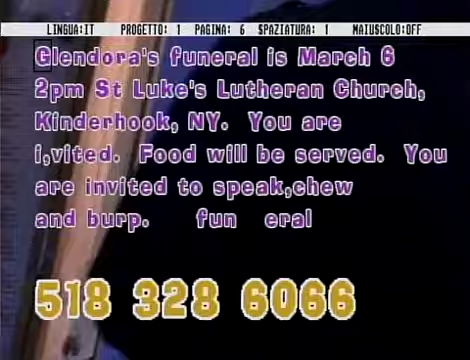 LINGUA:IT PROGETTO: 1 PAGINA: 6 SPAZIATURA: 1 MAIUSCOLO:OFF
Glendora's funeral is March 6
2pm St Luke's Lutheran Church,
Kinderhook, NY. You are
i,vited. Food will be served. You
are invited to speak,chew
and burp. fun eral
518 328 6066